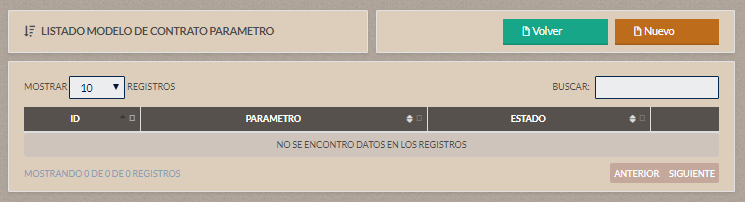 LISTADO MODELO DE CONTRATO PARAMETRO
Volver
Nuevo
MOSTRAR 10 REGISTROS
BUSCAR:
ID PARAMETRO ESTADO
NO SE ENCONTRO DATOS EN LOS REGISTROS
MOSTRANDO 0 DE 0 DE 0 REGISTROS
ANTERIOR SIGUIENTE